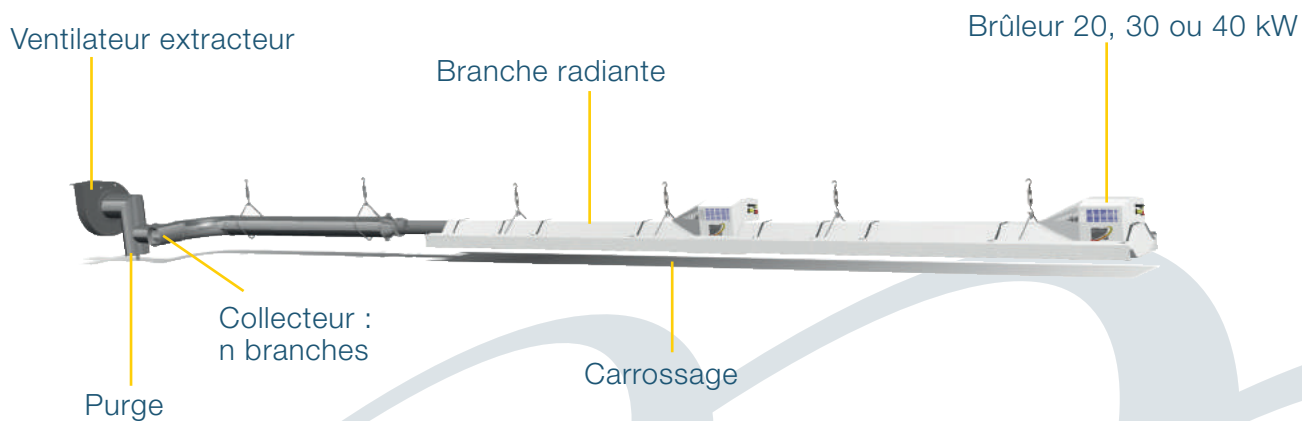 Ventilateur extracteur
Brûleur 20, 30 ou 40 kW
Branche radiante
Collecteur :
n branches
Carrossage
Purge